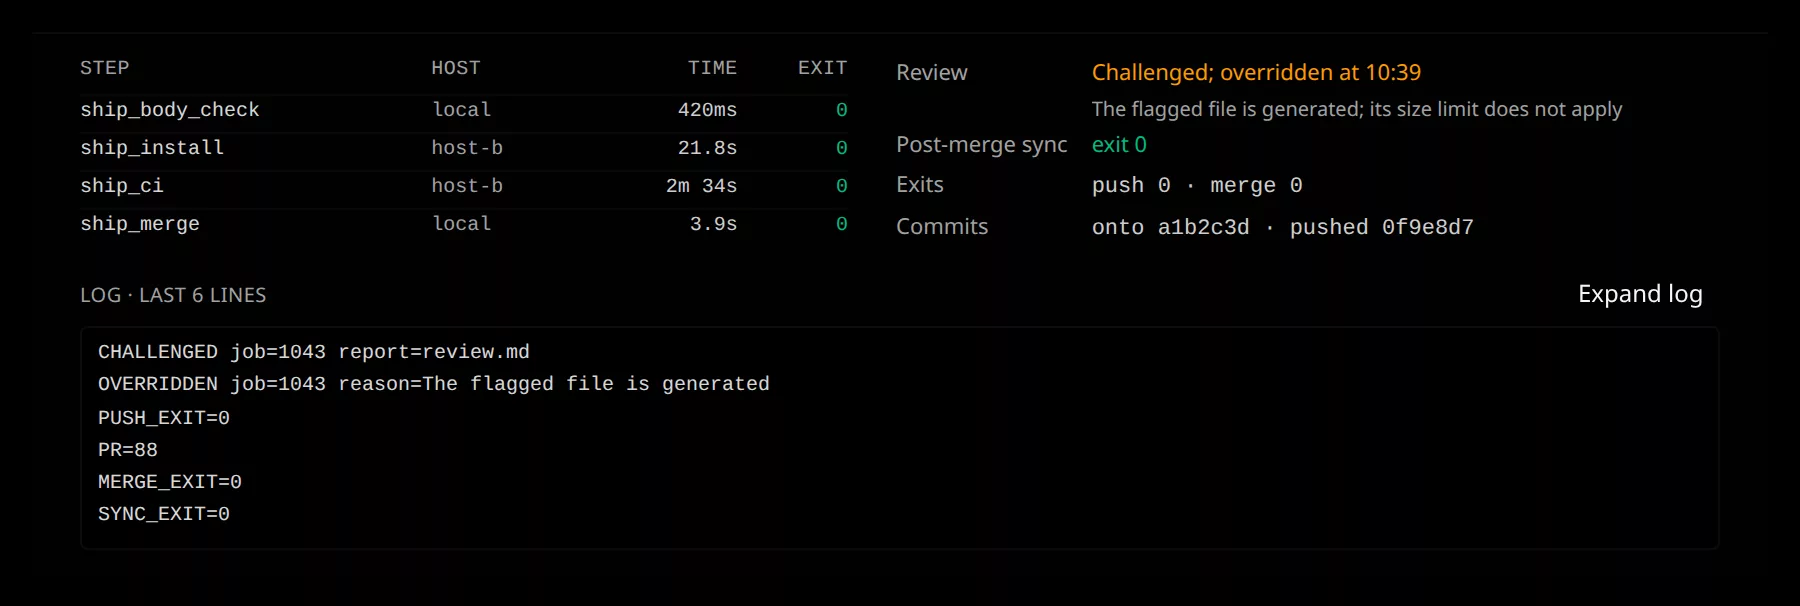 STEP HOST TIME EXIT
ship_body_check local 420ms 0
ship_install host-b 21.8s 0
ship_ci host-b 2m 34s 0
ship_merge local 3.9s 0
Review Challenged; overridden at 10:39
The flagged file is generated; its size limit does not apply
Post-merge sync exit 0
Exits push 0 · merge 0
Commits onto a1b2c3d · pushed 0f9e8d7
LOG · LAST 6 LINES
Expand log
CHALLENGED job=1043 report=review.md
OVERRIDDEN job=1043 reason=The flagged file is generated
PUSH_EXIT=0
PR=88
MERGE_EXIT=0
SYNC_EXIT=0